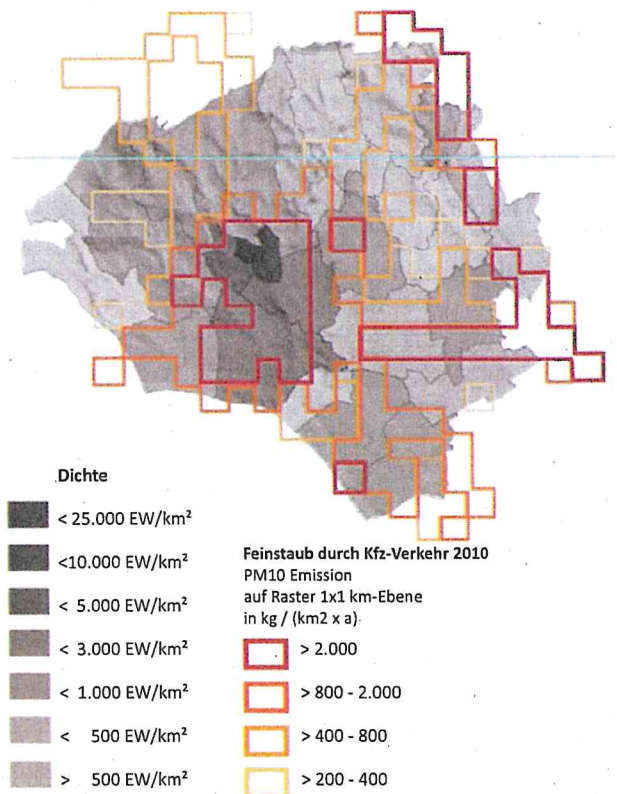 Dichte
< 25.000 EW/km²
<10.000 EW/km²
< 5.000 EW/km²
< 3.000 EW/km²
< 1.000 EW/km²
< 500 EW/km²
> 500 EW/km²
Feinstaub durch Kfz-Verkehr 2010
PM10 Emission
auf Raster 1x1 km-Ebene
in kg / (km2 x a)
> 2.000
> 800 - 2.000
> 400 - 800
> 200 - 400